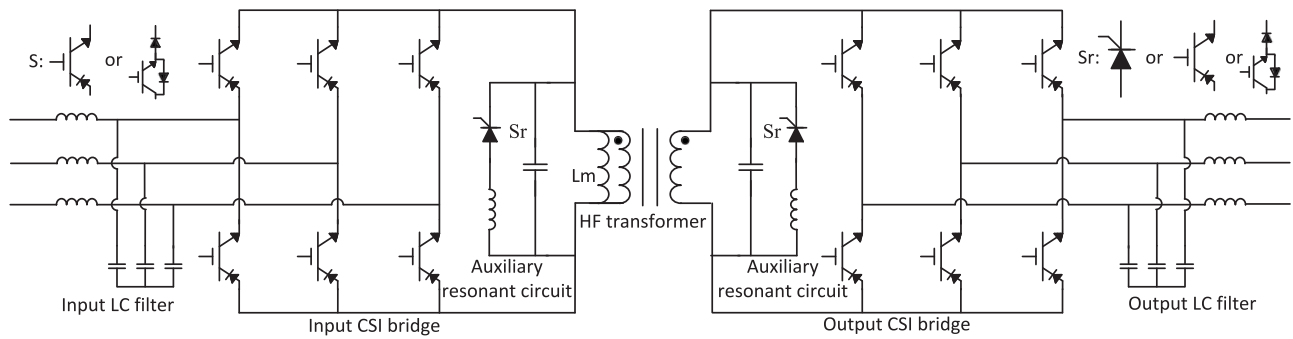 S:
or
Sr:
or
or
Sr
Sr
Lm
HF transformer
Auxiliary
resonant circuit
Auxiliary
resonant circuit
Input LC filter
Output LC filter
Input CSI bridge
Output CSI bridge